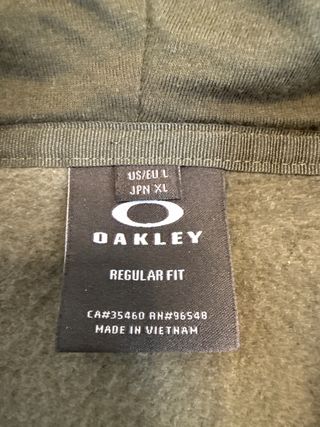 US/EU L
JPN XL
OAKLEY
REGULAR FIT
CA#35460 RN#96548
MADE IN VIETNAM